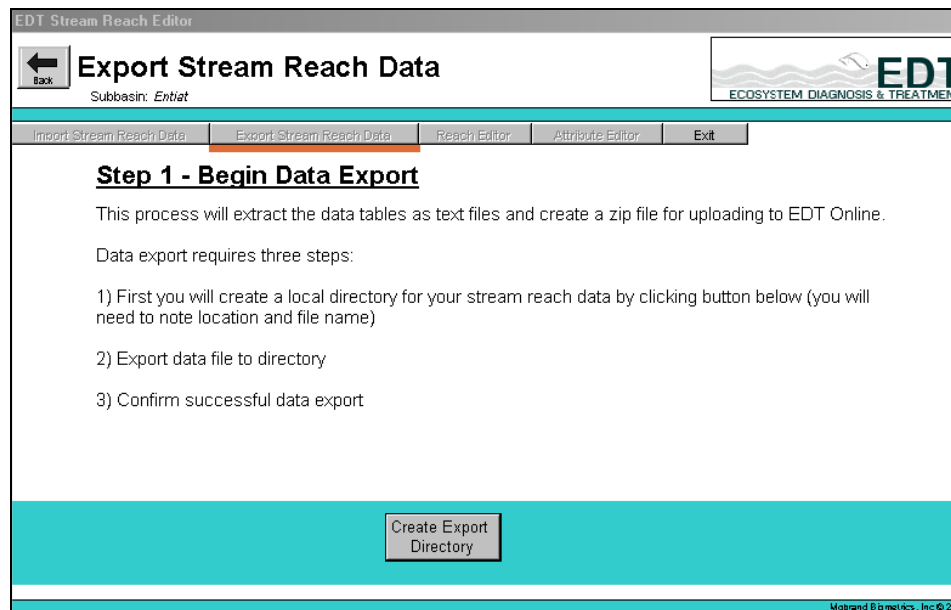 EDT Stream Reach Editor
Back
Export Stream Reach Data
Subbasin: Entiat
EDT
ECOSYSTEM DIAGNOSIS & TREATMEN
Import Stream Reach Data Export Stream Reach Data Reach Editor Attribute Editor Exit
Step 1 - Begin Data Export
This process will extract the data tables as text files and create a zip file for uploading to EDT Online.
Data export requires three steps:
1) First you will create a local directory for your stream reach data by clicking button below (you will
need to note location and file name)
2) Export data file to directory
3) Confirm successful data export
Create Export
Directory
Mobrand Biometrics, Inc © 2